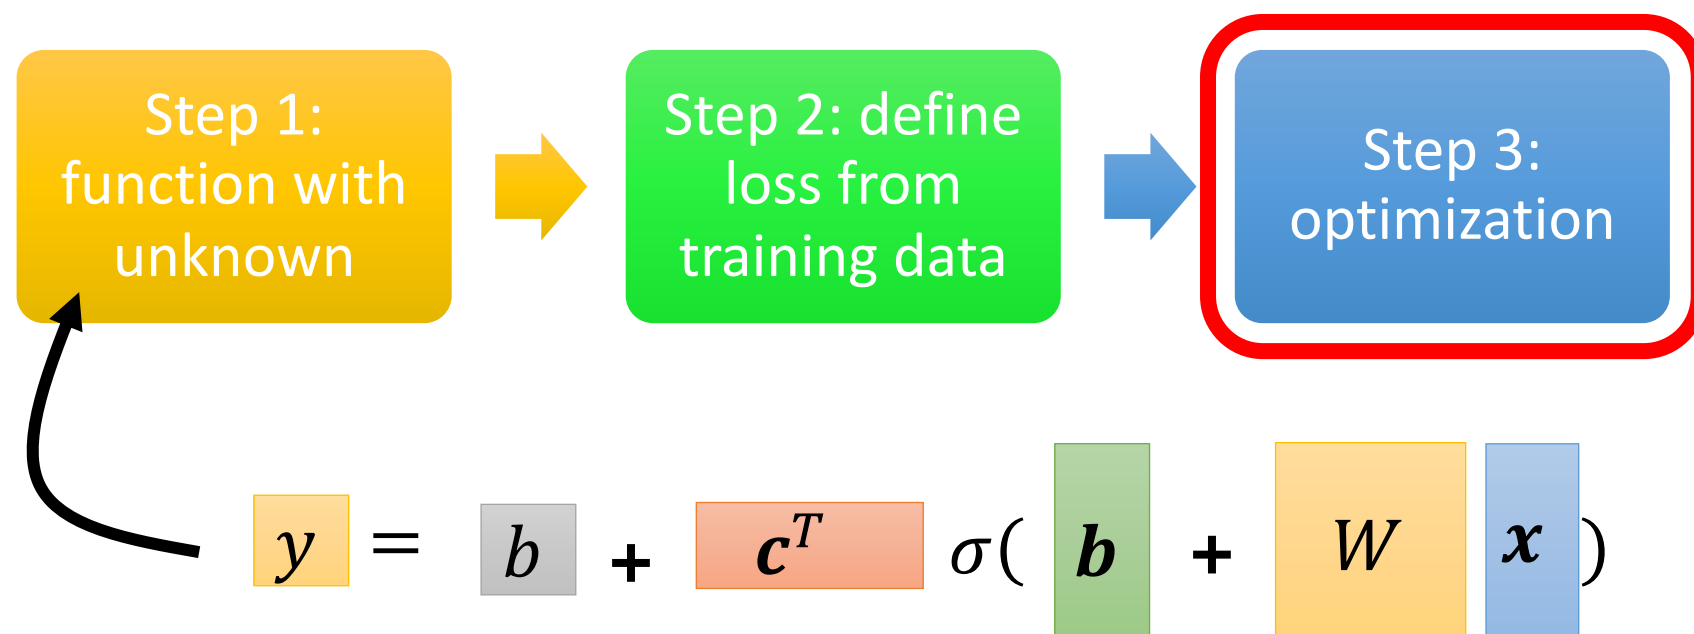 Step 1:
function with
unknown
Step 2: define
loss from
training data
Step 3:
optimization
y = b + c^T σ( b + W x )